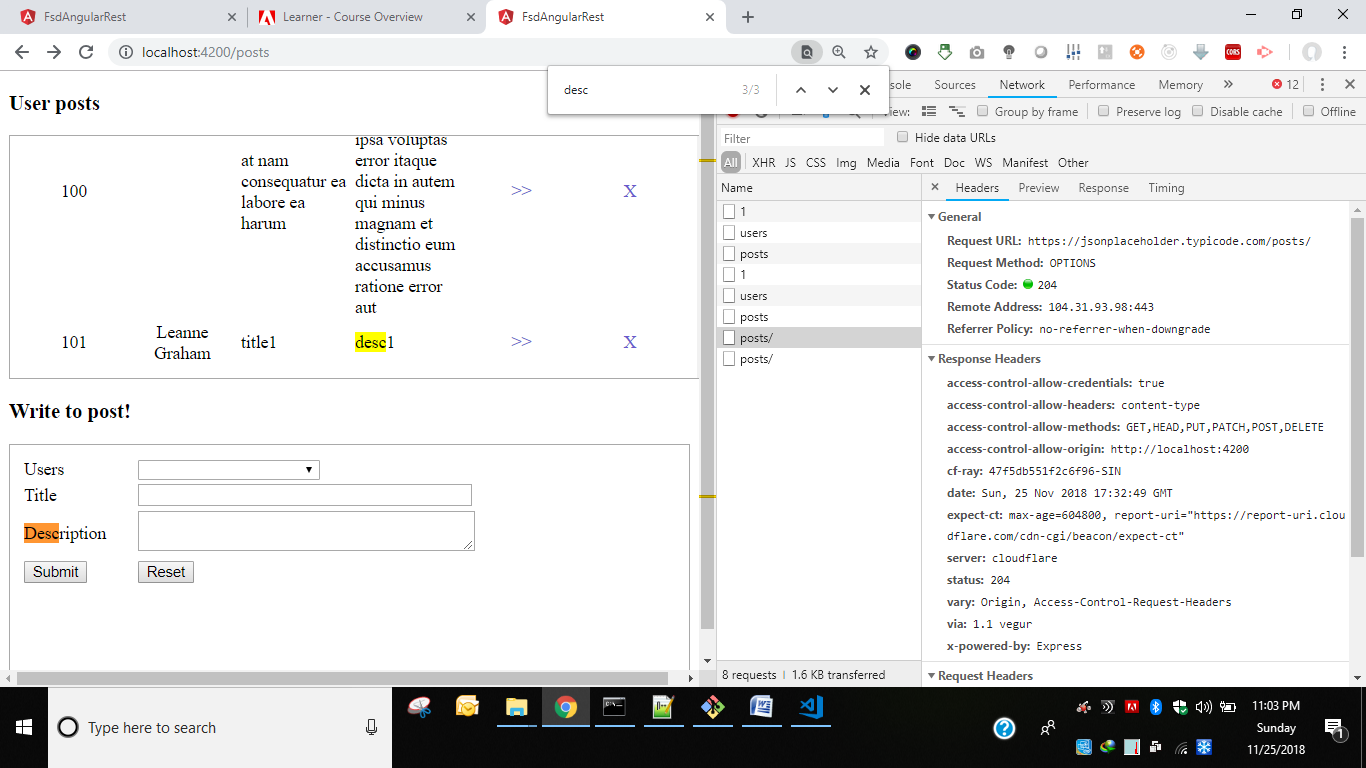 FsdAngularRest
Learner - Course Overview
FsdAngularRest
localhost:4200/posts
CORS
desc 3/3
User posts
ipsa voluptas
error itaque
dicta in autem
qui minus
magnam et
distinctio eum
accusamus
ratione error
aut
100
at nam
consequatur ea
labore ea
harum
>>
X
101
Leanne
Graham
title1
desc1
>>
X
Write to post!
Users
Title
Description
Submit Reset
sole Sources Network Performance Memory » 12
View: Group by frame Preserve log Disable cache Offline
Filter Hide data URLs
All XHR JS CSS Img Media Font Doc WS Manifest Other
Name
1
users
posts
1
users
posts
posts/
posts/
8 requests 1.6 KB transferred
× Headers Preview Response Timing
General
Request URL: https://jsonplaceholder.typicode.com/posts/
Request Method: OPTIONS
Status Code: 204
Remote Address: 104.31.93.98:443
Referrer Policy: no-referrer-when-downgrade
Response Headers
access-control-allow-credentials: true
access-control-allow-headers: content-type
access-control-allow-methods: GET,HEAD,PUT,PATCH,POST,DELETE
access-control-allow-origin: http://localhost:4200
cf-ray: 47f5db551f2c6f96-SIN
date: Sun, 25 Nov 2018 17:32:49 GMT
expect-ct: max-age=604800, report-uri="https://report-uri.clou
dflare.com/cdn-cgi/beacon/expect-ct"
server: cloudflare
status: 204
vary: Origin, Access-Control-Request-Headers
via: 1.1 vegur
x-powered-by: Express
Request Headers
Type here to search
11:03 PM
Sunday
11/25/2018
1